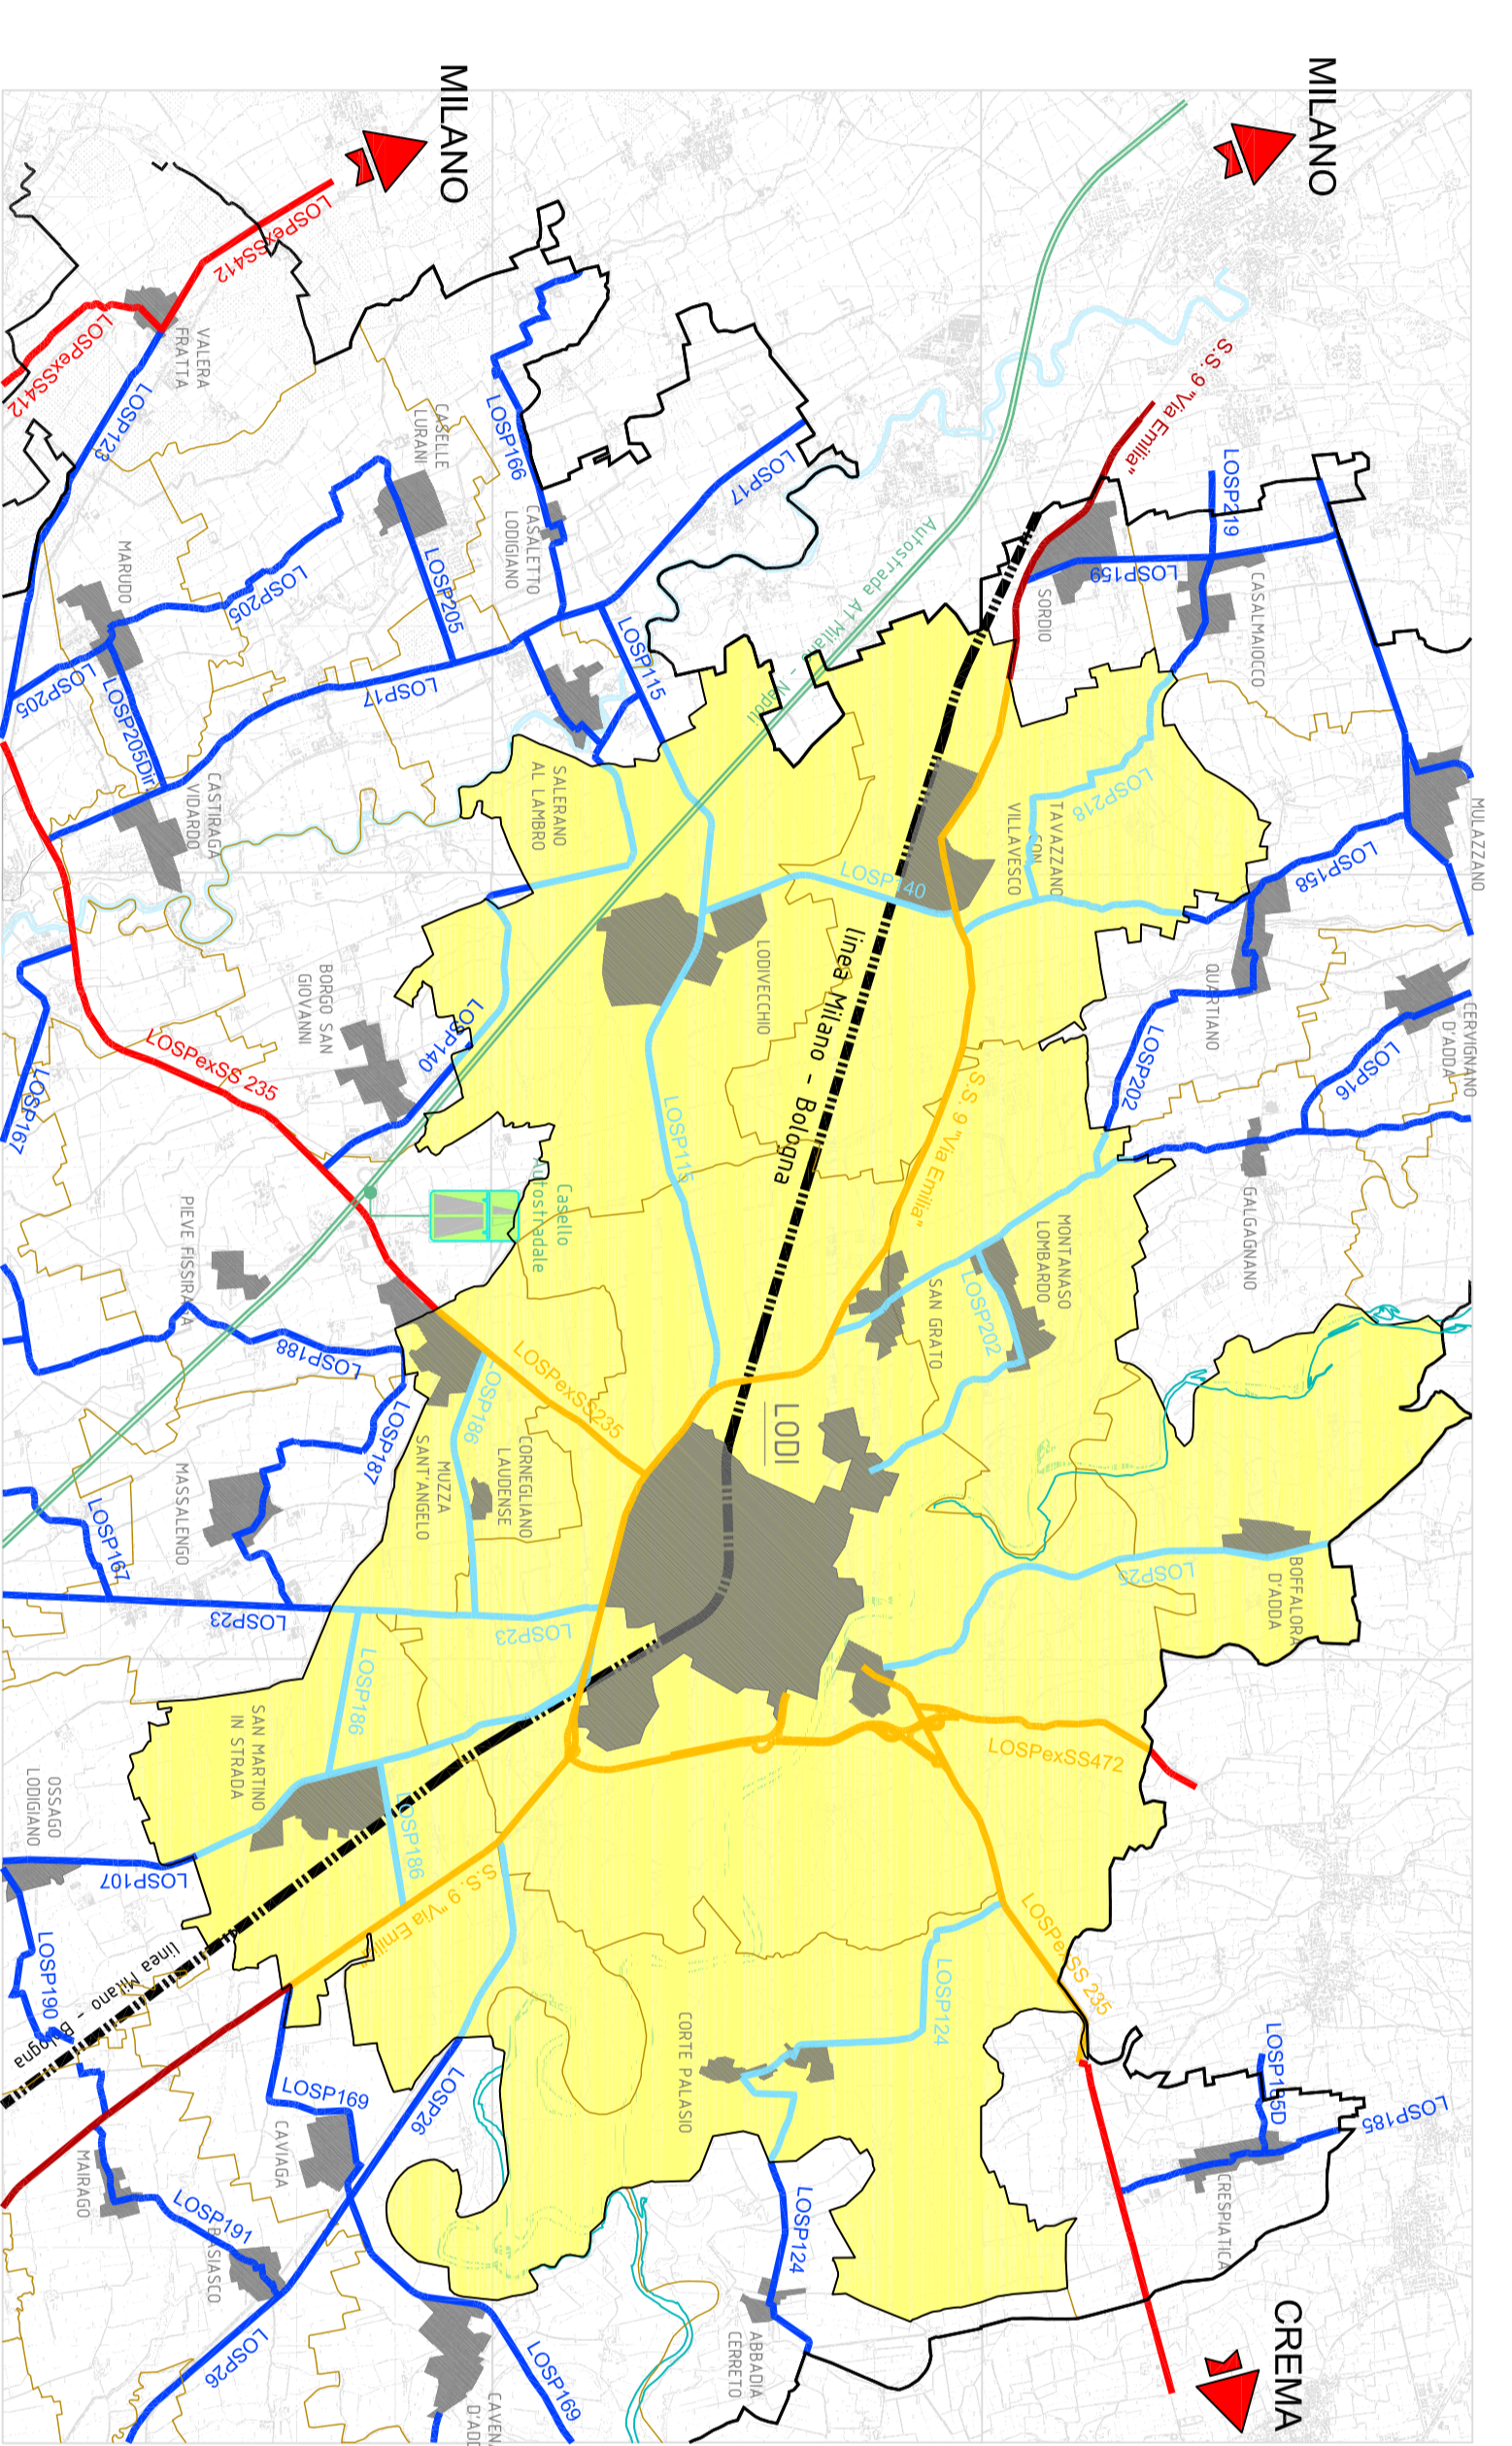 MILANO
MILANO
CREMA
S.S. 9 "Via Emilia"
LOSP219
LOSP159
CASALMAIOCCO
SORDIO
MULAZZANO
LOSP158
QUARTIANO
CERVIGNANO
D'ADDA
LOSP16
LOSP202
GALGAGNANO
LOSP218
TAVAZZANO
CON
VILLAVESCO
Autostrada A1 Milano - Napoli
LOSP17
LOSP166
CASALETTO
LODIGIANO
LOSP115
CASELLE
LURANI
LOSP205
LOSP205
LOSPexSS412
LOSPexSS412
VALERA
FRATTA
LOSP123
MARUDO
LOSP205
LOSP205Dir.
LOSP17
CASTIRAGA
VIDARDO
SALERANO
AL LAMBRO
LOSP140
LODIVECCHIO
linea Milano - Bologna
S.S. 9 "Via Emilia"
LOSP115
LOSP140
BORGO SAN
GIOVANNI
LOSPexSS 235
LOSP167
Casello
Autostradale
PIEVE FISSIRAGA
LOSP188
LOSP187
LOSP186
LOSPexSS235
MONTANASO
LOMBARDO
LOSP202
SAN GRATO
LODI
CORNEGLIANO
LAUDENSE
MUZZA
SANT'ANGELO
MASSALENGO
LOSP167
LOSP23
LOSP23
LOSP25
BOFFALORA
D'ADDA
LOSPexSS472
LOSP186
LOSP186
SAN MARTINO
IN STRADA
OSSAGO
LODIGIANO
LOSP107
LOSP190
linea Milano - Bologna
S.S. 9 "Via Emilia"
LOSPexSS 235
LOSP124
CORTE PALASIO
LOSP124
ABBADIA
CERRETO
LOSP185D
LOSP185
CRESPIATICA
LOSP169
CAVIAGA
LOSP26
MAIRAGO
LOSP191
BASIASCO
LOSP26
LOSP169